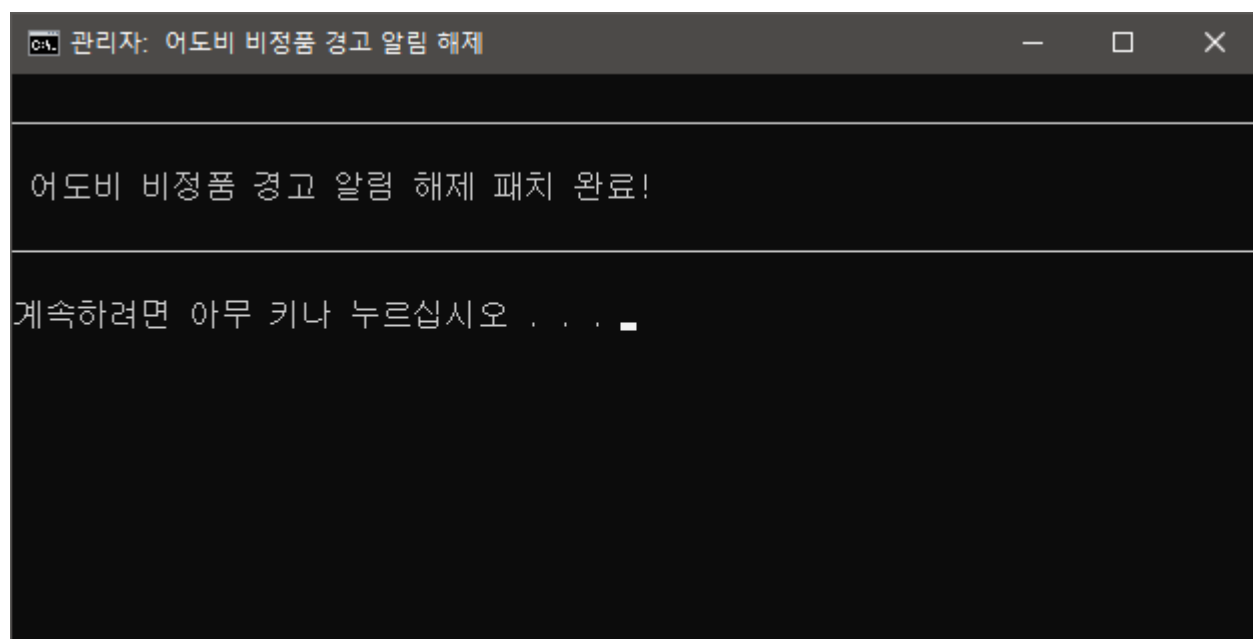 관리자: 어도비 비정품 경고 알림 해제
어도비 비정품 경고 알림 해제 패치 완료!
계속하려면 아무 키나 누르십시오 . . .